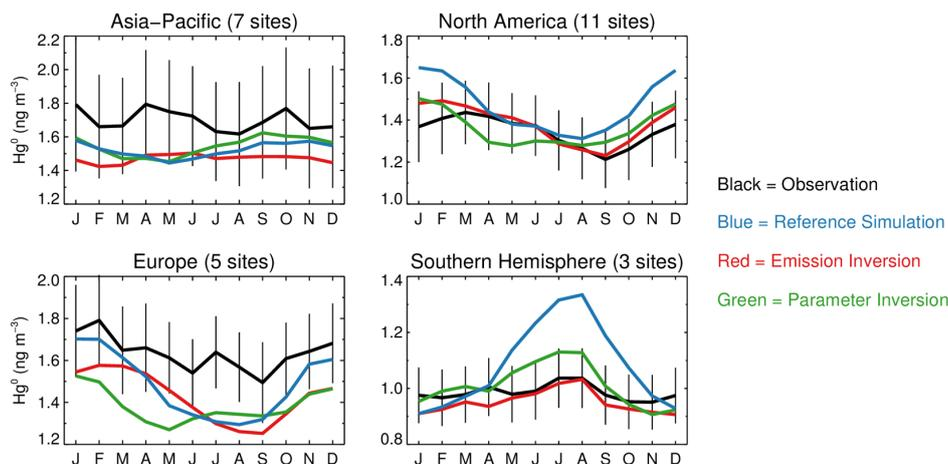 Asia−Pacific (7 sites)
2.2
2.0
1.8
1.6
1.4
1.2
Hg⁰ (ng m⁻³)
J F M A M J J A S O N D
North America (11 sites)
1.8
1.6
1.4
1.2
1.0
J F M A M J J A S O N D
Europe (5 sites)
2.0
1.8
1.6
1.4
1.2
Hg⁰ (ng m⁻³)
J F M A M J J A S O N D
Southern Hemisphere (3 sites)
1.4
1.2
1.0
0.8
J F M A M J J A S O N D
Black = Observation
Blue = Reference Simulation
Red = Emission Inversion
Green = Parameter Inversion